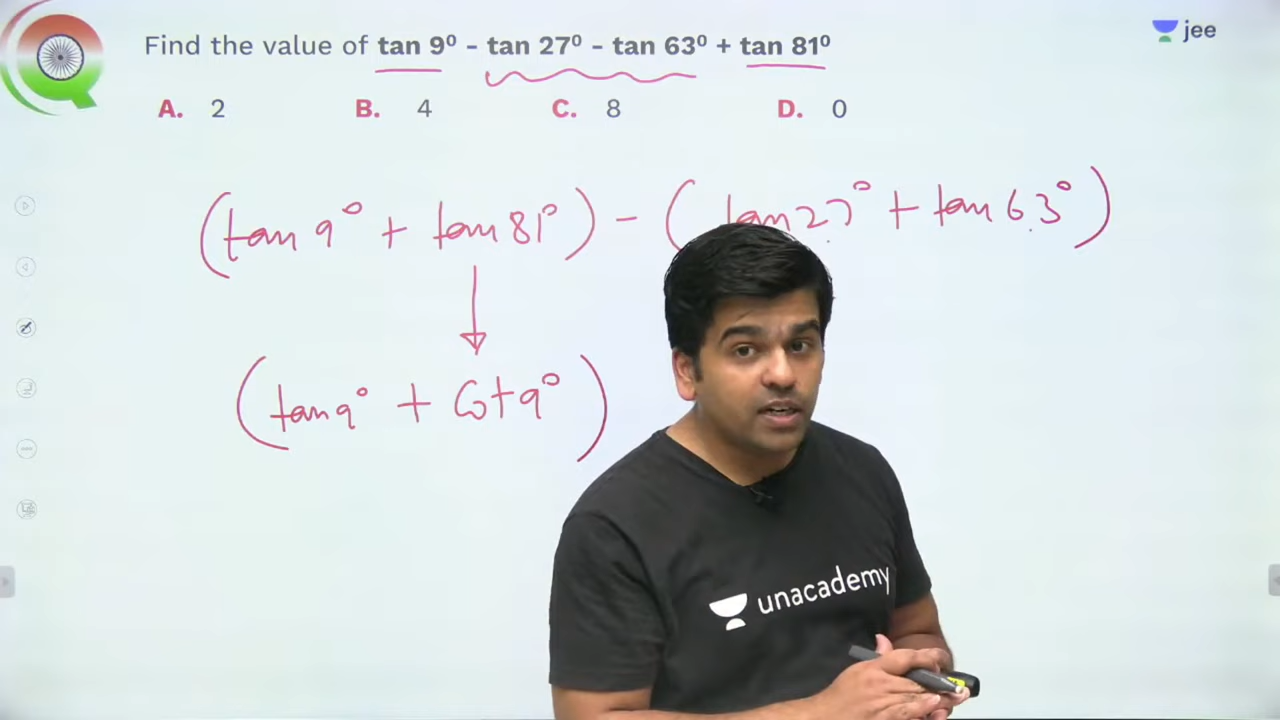 Find the value of tan 9⁰ - tan 27⁰ - tan 63⁰ + tan 81⁰
jee
A. 2 B. 4 C. 8 D. 0
(tan 9° + tan 81°) - (tan 27° + tan 63°)
(tan 9° + cot 9°)
unacademy